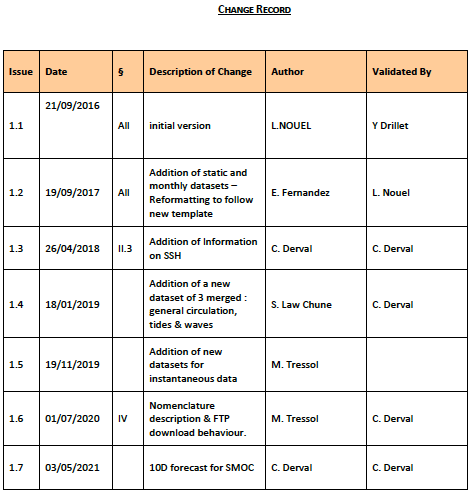 CHANGE RECORD
Issue Date § Description of Change Author Validated By
21/09/2016
1.1 All initial version L.NOUEL Y Drillet
Addition of static and
monthly datasets –
1.2 19/09/2017 All Reformatting to follow E. Fernandez L. Nouel
new template
1.3 26/04/2018 II.3 Addition of Information C. Derval C. Derval
on SSH
Addition of a new
dataset of 3 merged :
1.4 18/01/2019 general circulation, S. Law Chune C. Derval
tides & waves
Addition of new
1.5 19/11/2019 datasets for M. Tressol
instantaneous data
Nomenclature
1.6 01/07/2020 IV description & FTP M. Tressol C. Derval
download behaviour.
1.7 03/05/2021 10D forecast for SMOC C. Derval C. Derval